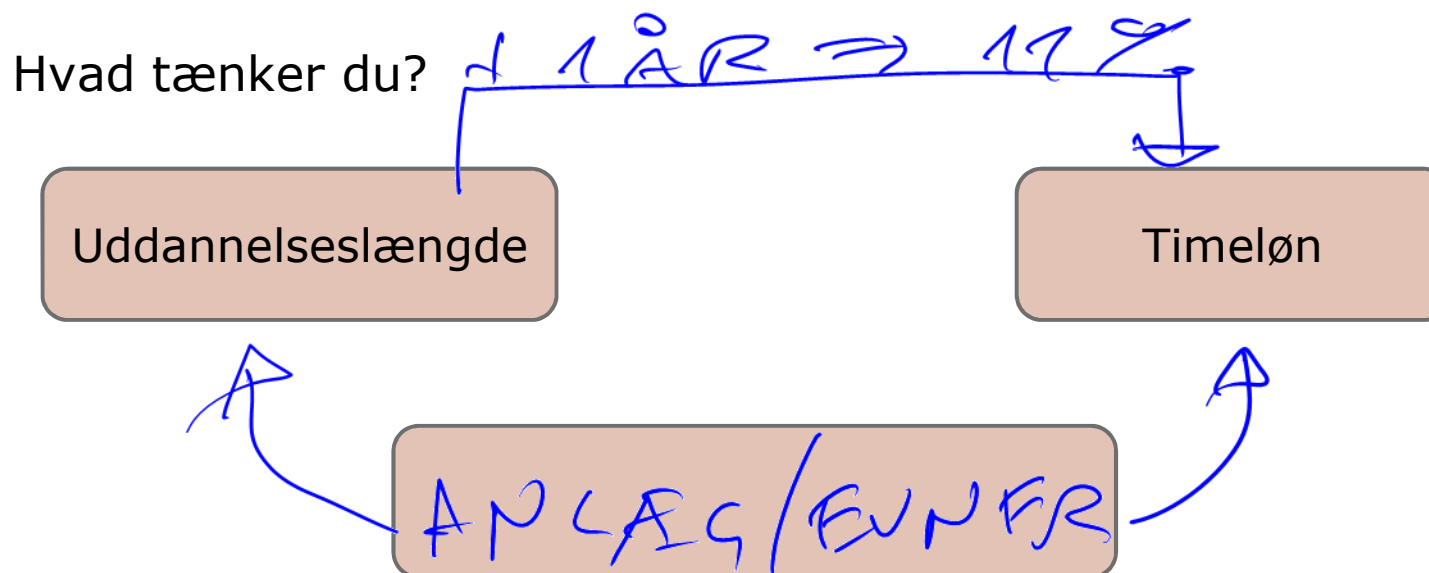 Hvad tænker du? + 1 ÅR => 11 %
Uddannelseslængde
Timeløn
ANLÆG/EVNER